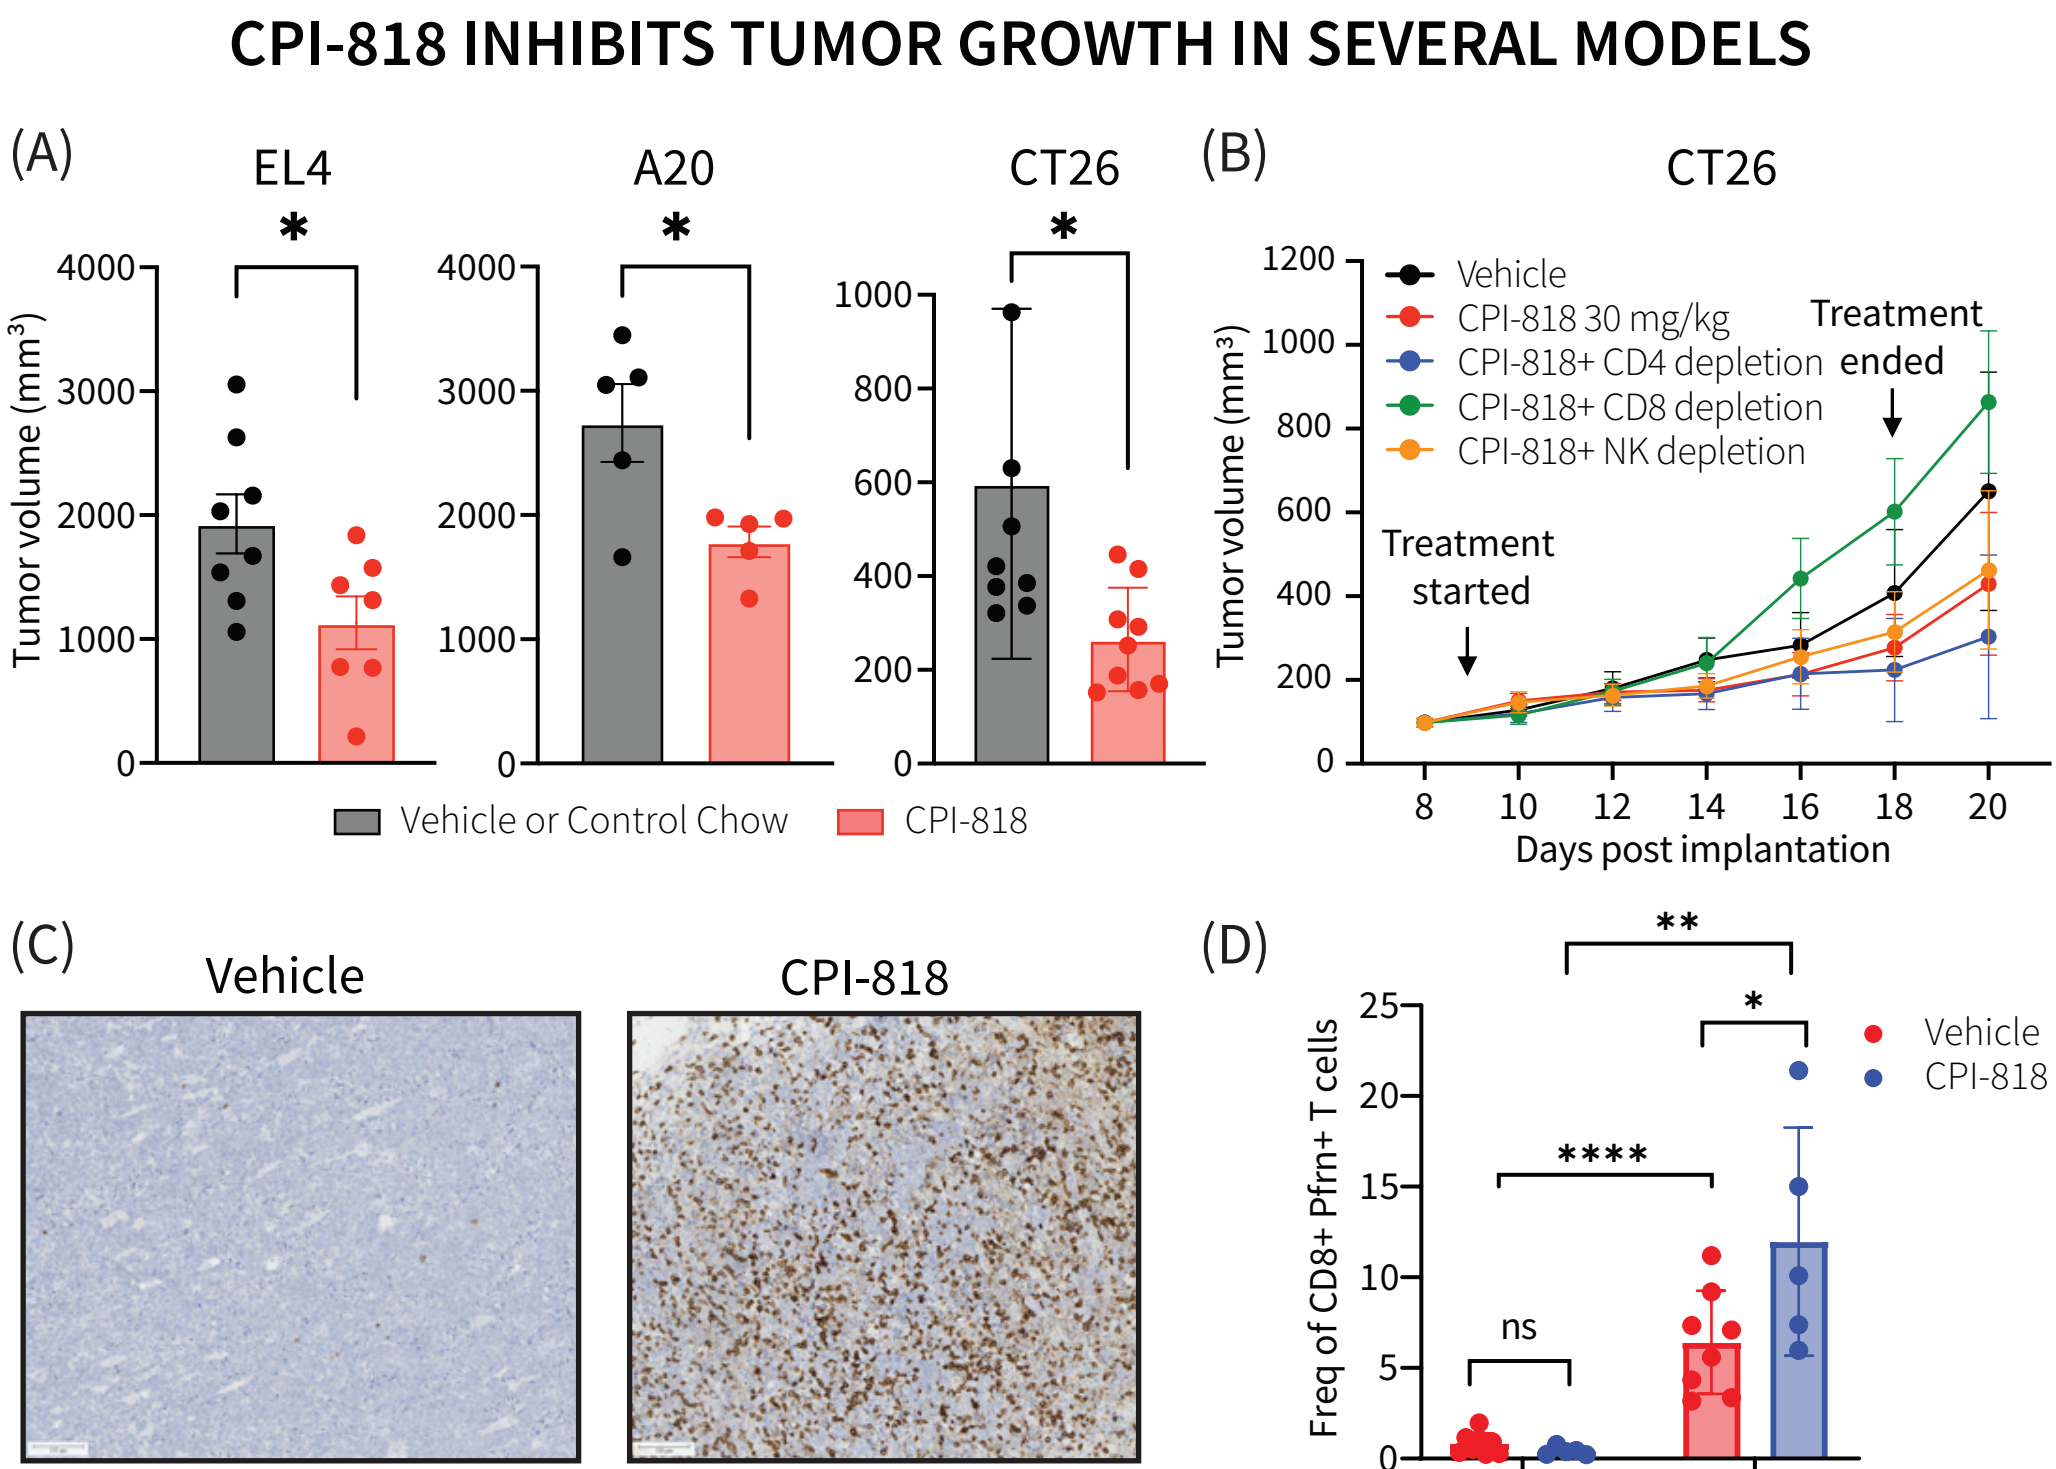 CPI-818 INHIBITS TUMOR GROWTH IN SEVERAL MODELS
(A)
EL4
*
4000
3000
2000
1000
0
Tumor volume (mm³)
A20
*
4000
3000
2000
1000
0
CT26
*
1000
800
600
400
200
0
Vehicle or Control Chow
CPI-818
(B)
CT26
1200
1000
800
600
400
200
0
Tumor volume (mm³)
Vehicle
CPI-818 30 mg/kg
CPI-818+ CD4 depletion
CPI-818+ CD8 depletion
CPI-818+ NK depletion
Treatment
started
Treatment
ended
8 10 12 14 16 18 20
Days post implantation
(C)
Vehicle
CPI-818
(D)
**
*
****
ns
25
20
15
10
5
0
Freq of CD8+ Pfrn+ T cells
Vehicle
CPI-818